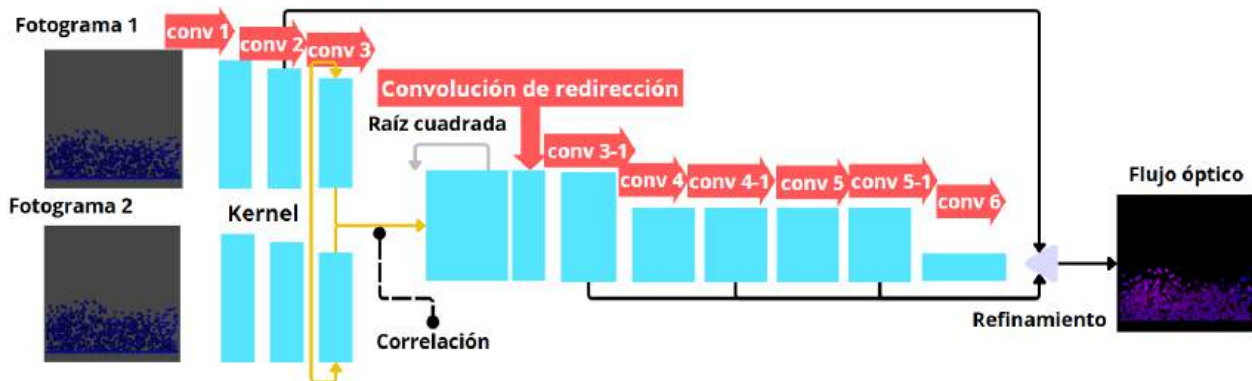 Fotograma 1
conv 1
conv 2
conv 3
Convolución de redirección
Raíz cuadrada
conv 3-1
conv 4
conv 4-1
conv 5
conv 5-1
conv 6
Flujo óptico
Fotograma 2
Kernel
Correlación
Refinamiento